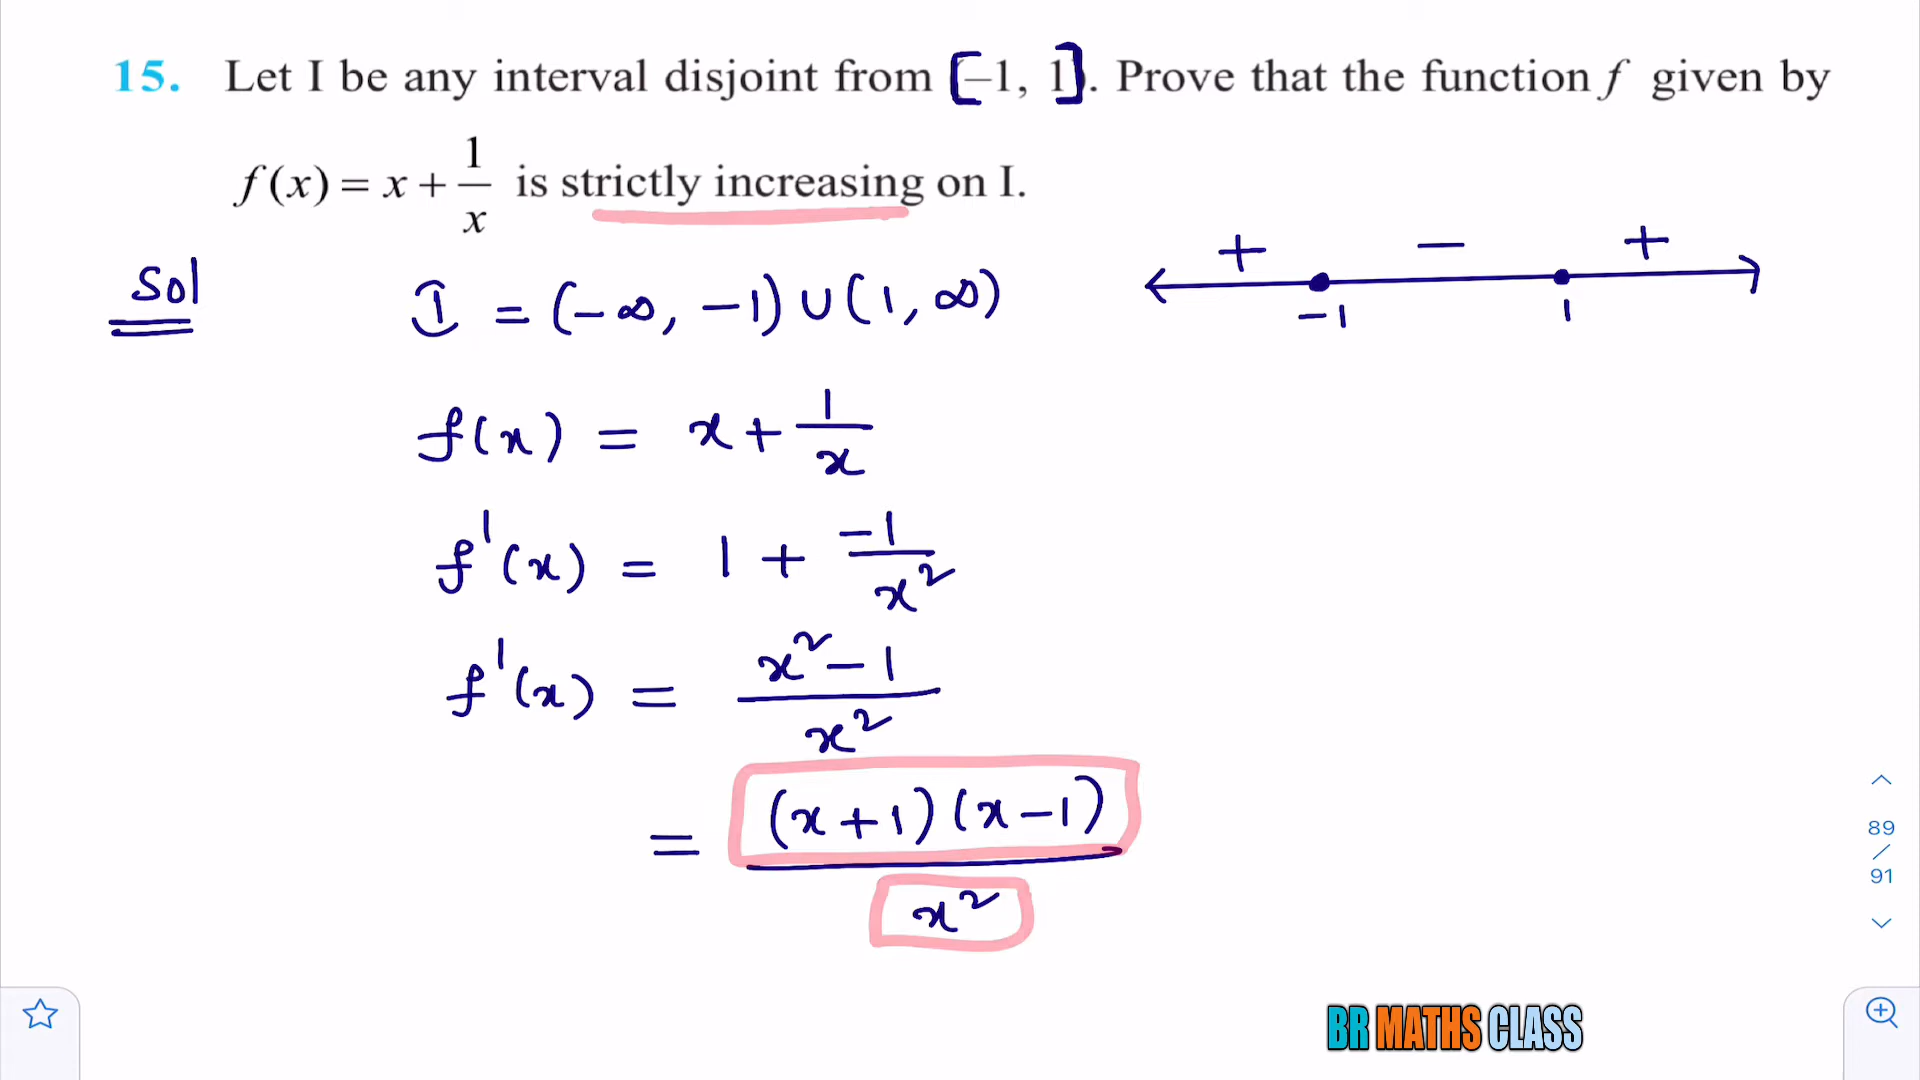 15. Let I be any interval disjoint from [–1, 1]. Prove that the function f given by
f(x) = x + 1/x is strictly increasing on I.
Sol
I = (-∞, -1) ∪ (1, ∞)
+ − +
-1 1
f(x) = x + 1/x
f'(x) = 1 + -1/x²
f'(x) = x²-1/x²
= (x+1)(x-1)/x²
89
/
91
BR MATHS CLASS